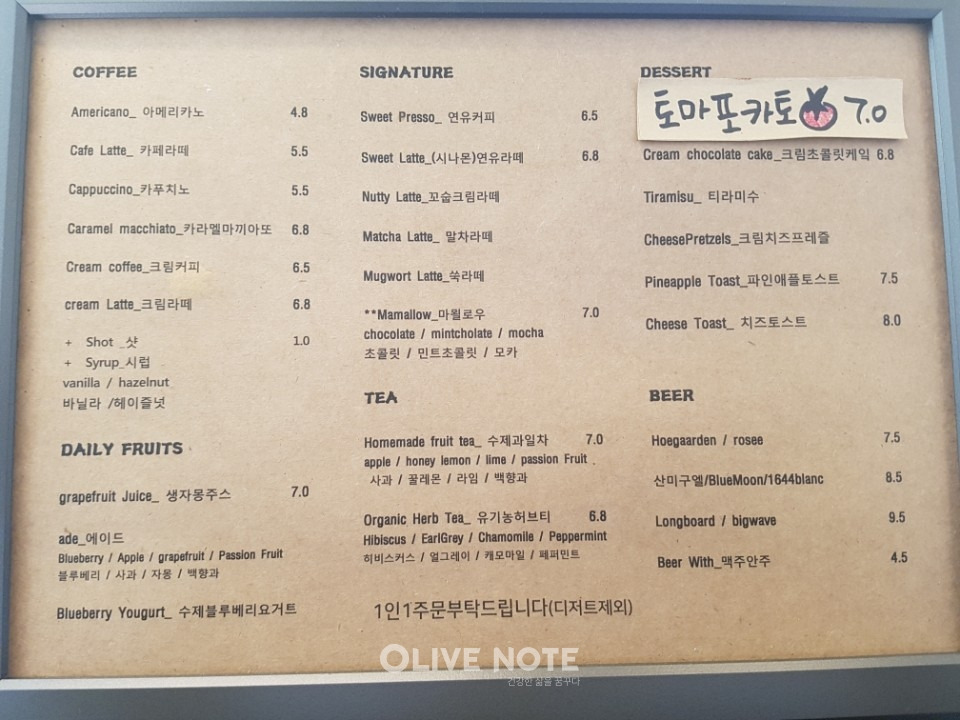 COFFEE
Americano_ 아메리카노 4.8
Cafe Latte_ 카페라떼 5.5
Cappuccino_카푸치노 5.5
Caramel macchiato_카라멜마끼아또 6.8
Cream coffee_크림커피 6.5
cream Latte_크림라떼 6.8
+ Shot _샷 1.0
+ Syrup_시럽
vanilla / hazelnut
바닐라 /헤이즐넛
DAILY FRUITS
grapefruit Juice_ 생자몽주스 7.0
ade_에이드
Blueberry / Apple / grapefruit / Passion Fruit
블루베리 / 사과 / 자몽 / 백향과
Blueberry Yougurt_ 수제블루베리요거트
SIGNATURE
Sweet Presso_ 연유커피 6.5
Sweet Latte_(시나몬)연유라떼 6.8
Nutty Latte_꼬숩크림라떼
Matcha Latte_ 말차라떼
Mugwort Latte_쑥라떼
**Mamallow_마뭘로우 7.0
chocolate / mintcholate / mocha
초콜릿 / 민트초콜릿 / 모카
TEA
Homemade fruit tea_ 수제과일차 7.0
apple / honey lemon / lime / passion Fruit
사과 / 꿀레몬 / 라임 / 백향과
Organic Herb Tea_ 유기농허브티 6.8
Hibiscus / EarlGrey / Chamomile / Peppermint
히비스커스 / 얼그레이 / 캐모마일 / 페퍼민트
1인1주문부탁드립니다(디저트제외)
DESSERT
토마포카토 7.0
Cream chocolate cake_크림초콜릿케익 6.8
Tiramisu_ 티라미수
CheesePretzels_크림치즈프레즐
Pineapple Toast_파인애플토스트 7.5
Cheese Toast_ 치즈토스트 8.0
BEER
Hoegaarden / rosee 7.5
산미구엘/BlueMoon/1644blanc 8.5
Longboard / bigwave 9.5
Beer With_맥주안주 4.5
OLIVE NOTE
건강한 삶을 꿈꾸다